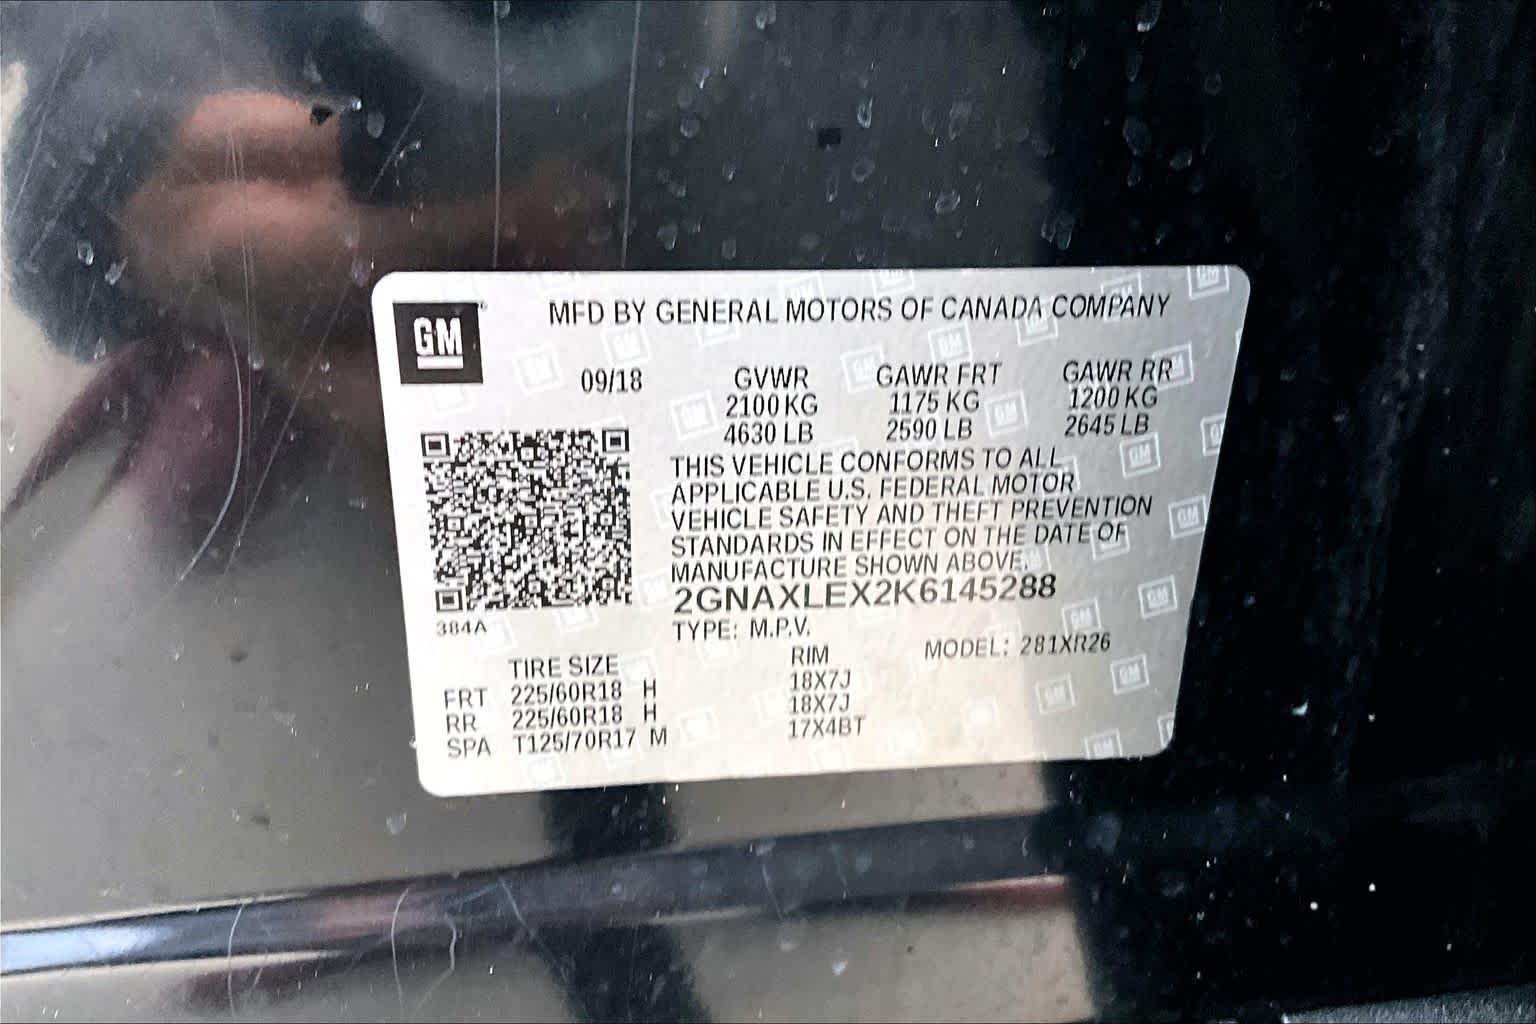 GM
MFD BY GENERAL MOTORS OF CANADA COMPANY
09/18 GVWR GAWR FRT GAWR RR
2100 KG 1175 KG 1200 KG
4630 LB 2590 LB 2645 LB
THIS VEHICLE CONFORMS TO ALL
APPLICABLE U.S. FEDERAL MOTOR
VEHICLE SAFETY AND THEFT PREVENTION
STANDARDS IN EFFECT ON THE DATE OF
MANUFACTURE SHOWN ABOVE.
2GNAXLEX2K6145288
384A
TYPE: M.P.V. MODEL: 281XR26
TIRE SIZE RIM
FRT 225/60R18 H 18X7J
RR 225/60R18 H 18X7J
SPA T125/70R17 M 17X4BT